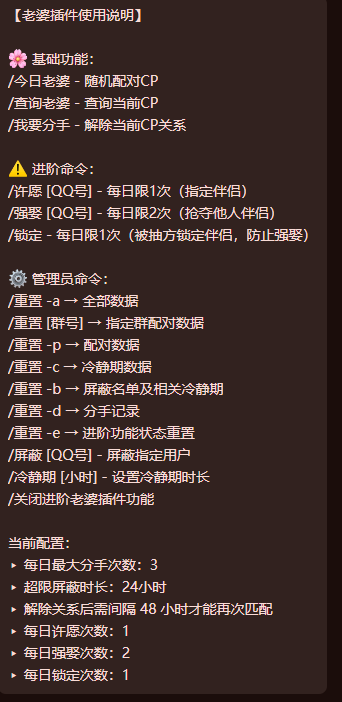 【老婆插件使用说明】
🌸 基础功能：
/今日老婆 - 随机配对CP
/查询老婆 - 查询当前CP
/我要分手 - 解除当前CP关系
⚠️ 进阶命令：
/许愿 [QQ号] - 每日限1次（指定伴侣）
/强娶 [QQ号] - 每日限2次（抢夺他人伴侣）
/锁定 - 每日限1次（被抽方锁定伴侣，防止强娶）
⚙️ 管理员命令：
/重置 -a → 全部数据
/重置 [群号] → 指定群配对数据
/重置 -p → 配对数据
/重置 -c → 冷静期数据
/重置 -b → 屏蔽名单及相关冷静期
/重置 -d → 分手记录
/重置 -e → 进阶功能状态重置
/屏蔽 [QQ号] - 屏蔽指定用户
/冷静期 [小时] - 设置冷静期时长
/关闭进阶老婆插件功能
当前配置：
▸ 每日最大分手次数：3
▸ 超限屏蔽时长：24小时
▸ 解除关系后需间隔 48 小时才能再次匹配
▸ 每日许愿次数：1
▸ 每日强娶次数：2
▸ 每日锁定次数：1